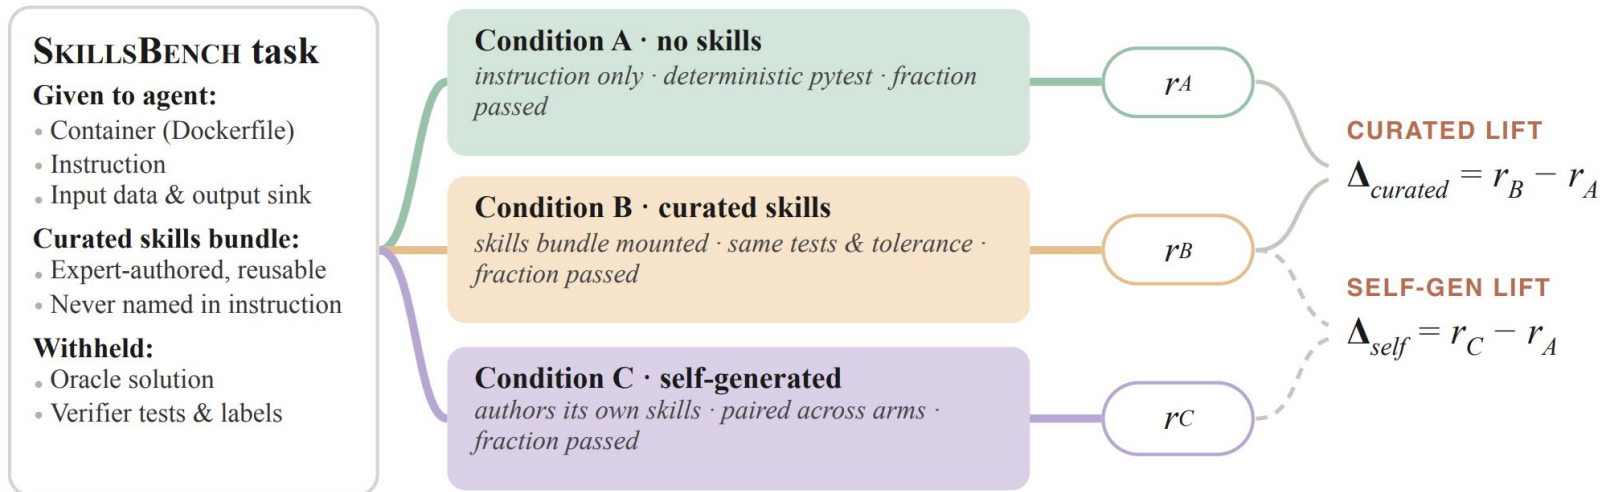 SKILLSBENCH task
Given to agent:
• Container (Dockerfile)
• Instruction
• Input data & output sink
Curated skills bundle:
• Expert-authored, reusable
• Never named in instruction
Withheld:
• Oracle solution
• Verifier tests & labels
Condition A · no skills
instruction only · deterministic pytest · fraction
passed
Condition B · curated skills
skills bundle mounted · same tests & tolerance ·
fraction passed
Condition C · self-generated
authors its own skills · paired across arms ·
fraction passed
rA
rB
rC
CURATED LIFT
Δcurated = rB − rA
SELF-GEN LIFT
Δself = rC − rA